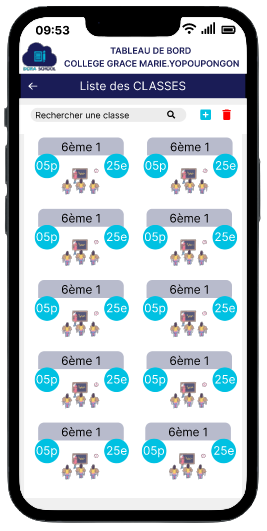 09:53
TABLEAU DE BORD
COLLEGE GRACE MARIE.YOPOUPONGON
SCHOOL
Liste des CLASSES
Rechercher une classe
6ème 1 6ème 1
05p 25e 05p 25e
6ème 1 6ème 1
05p 25e 05p 25e
6ème 1 6ème 1
05p 25e 05p 25e
6ème 1 6ème 1
05p 25e 05p 25e
6ème 1 6ème 1
05p 25e 05p 25e